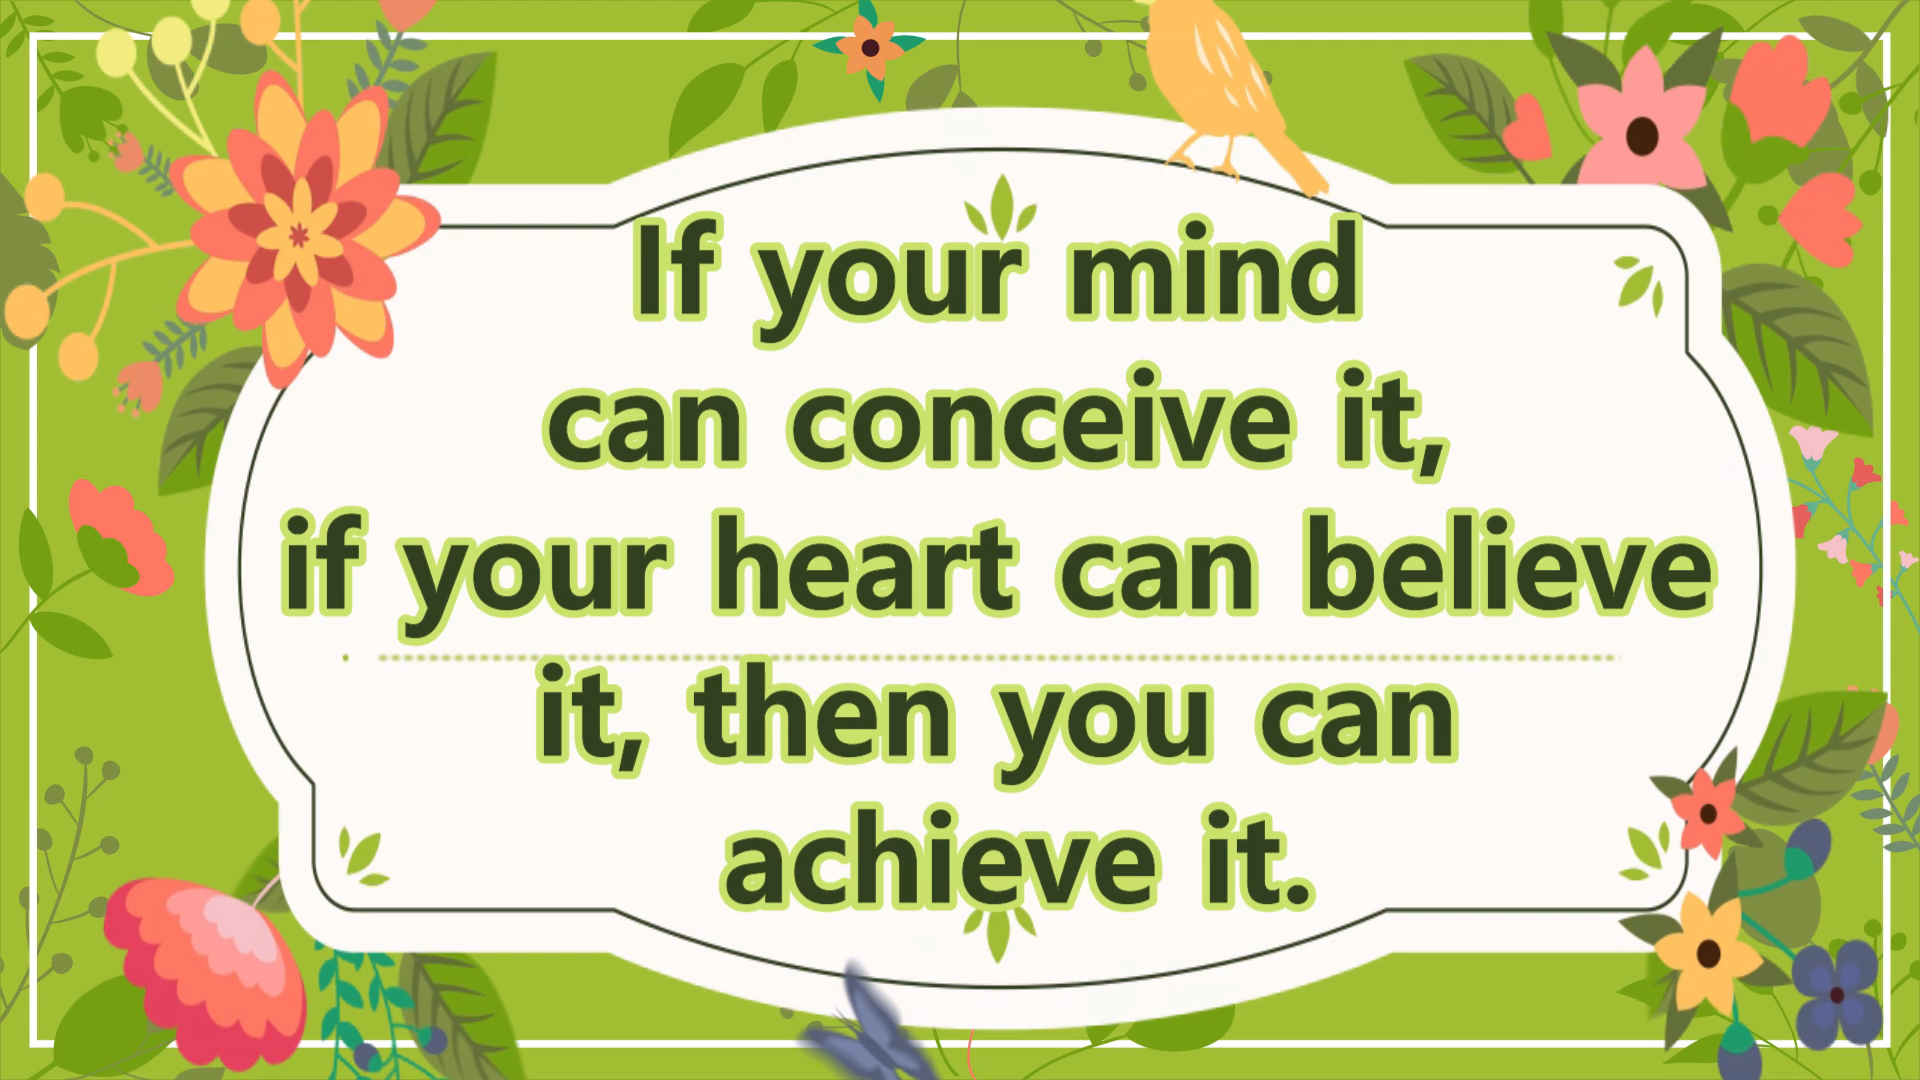 If your mind
can conceive it,
if your heart can believe
it, then you can
achieve it.